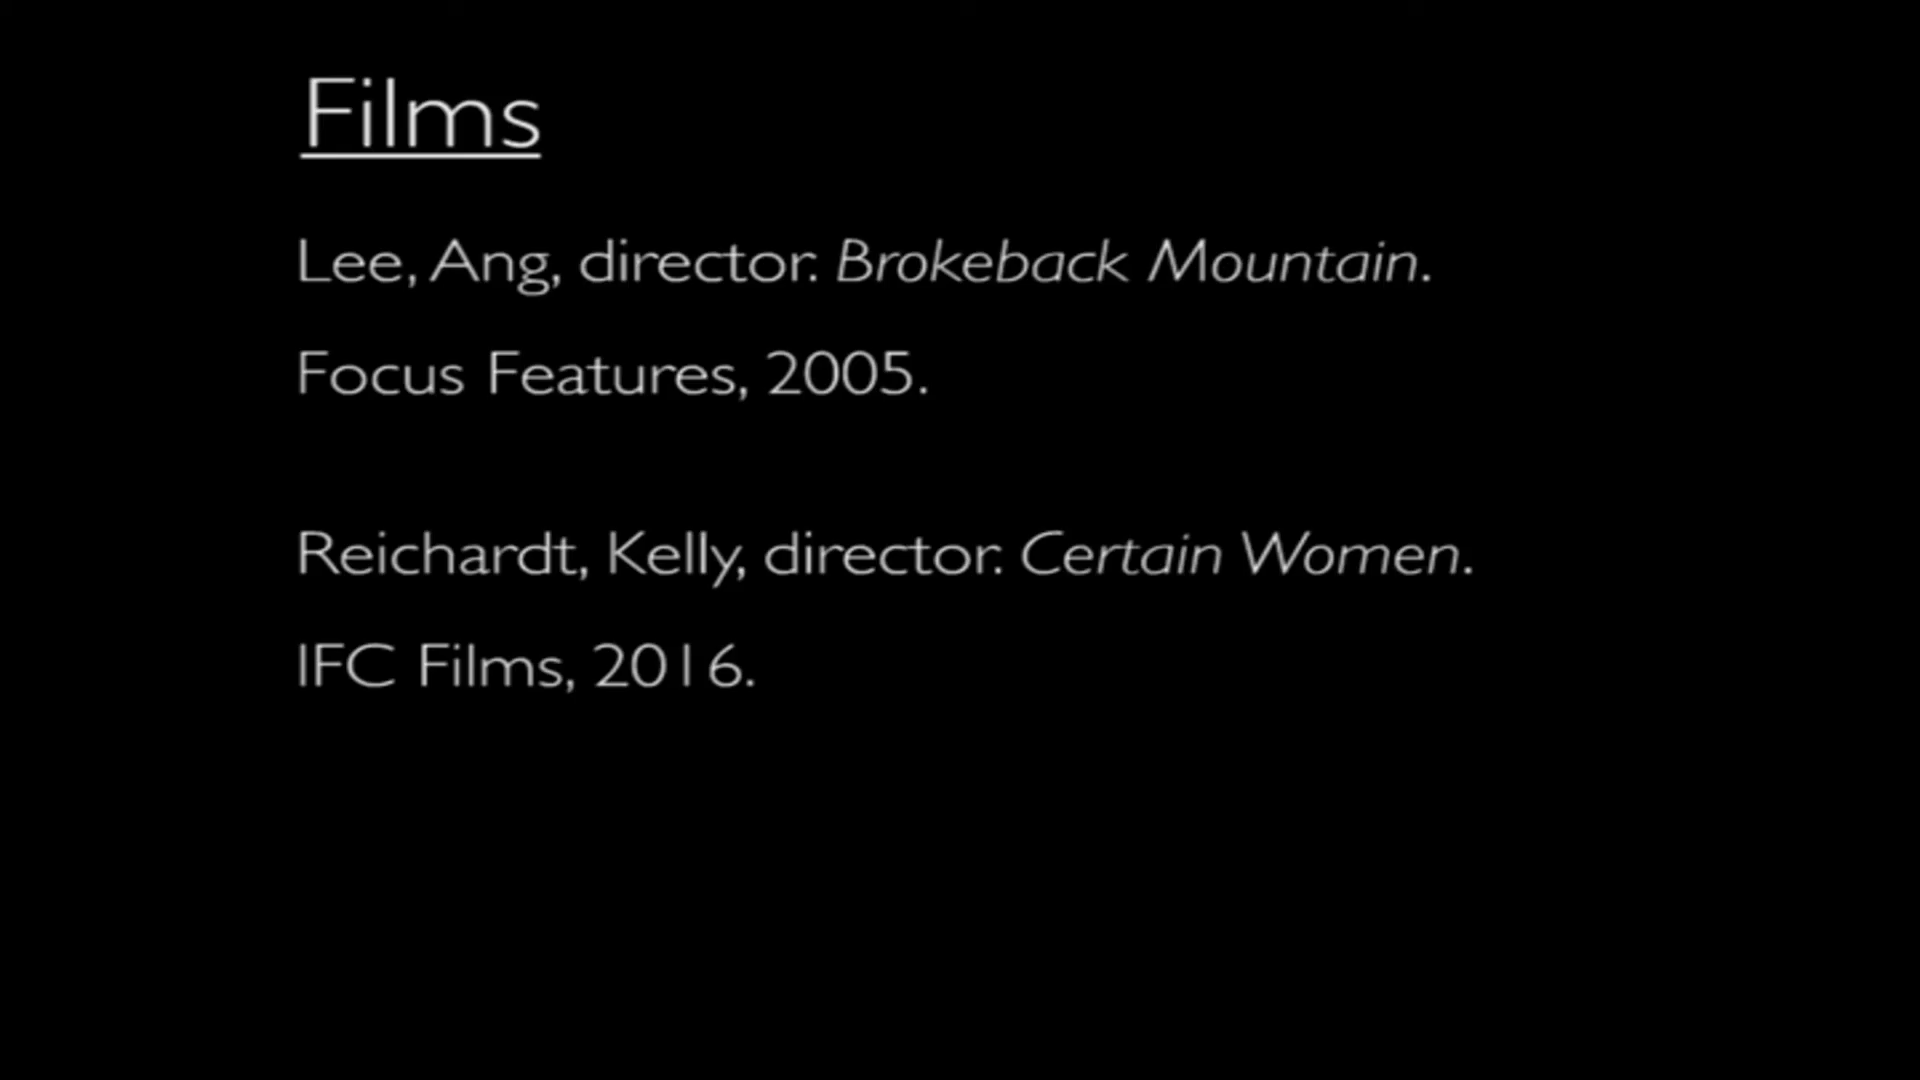 Films
Lee, Ang, director. Brokeback Mountain.
Focus Features, 2005.
Reichardt, Kelly, director. Certain Women.
IFC Films, 2016.